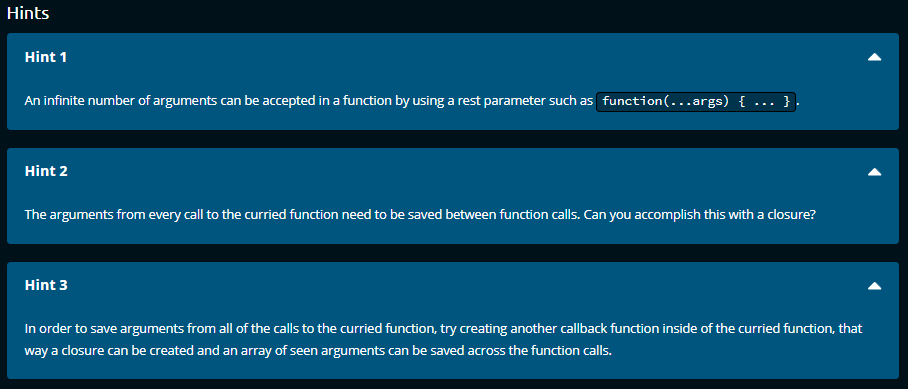 Hints
Hint 1
An infinite number of arguments can be accepted in a function by using a rest parameter such as function(...args) { ... }.
Hint 2
The arguments from every call to the curried function need to be saved between function calls. Can you accomplish this with a closure?
Hint 3
In order to save arguments from all of the calls to the curried function, try creating another callback function inside of the curried function, that
way a closure can be created and an array of seen arguments can be saved across the function calls.